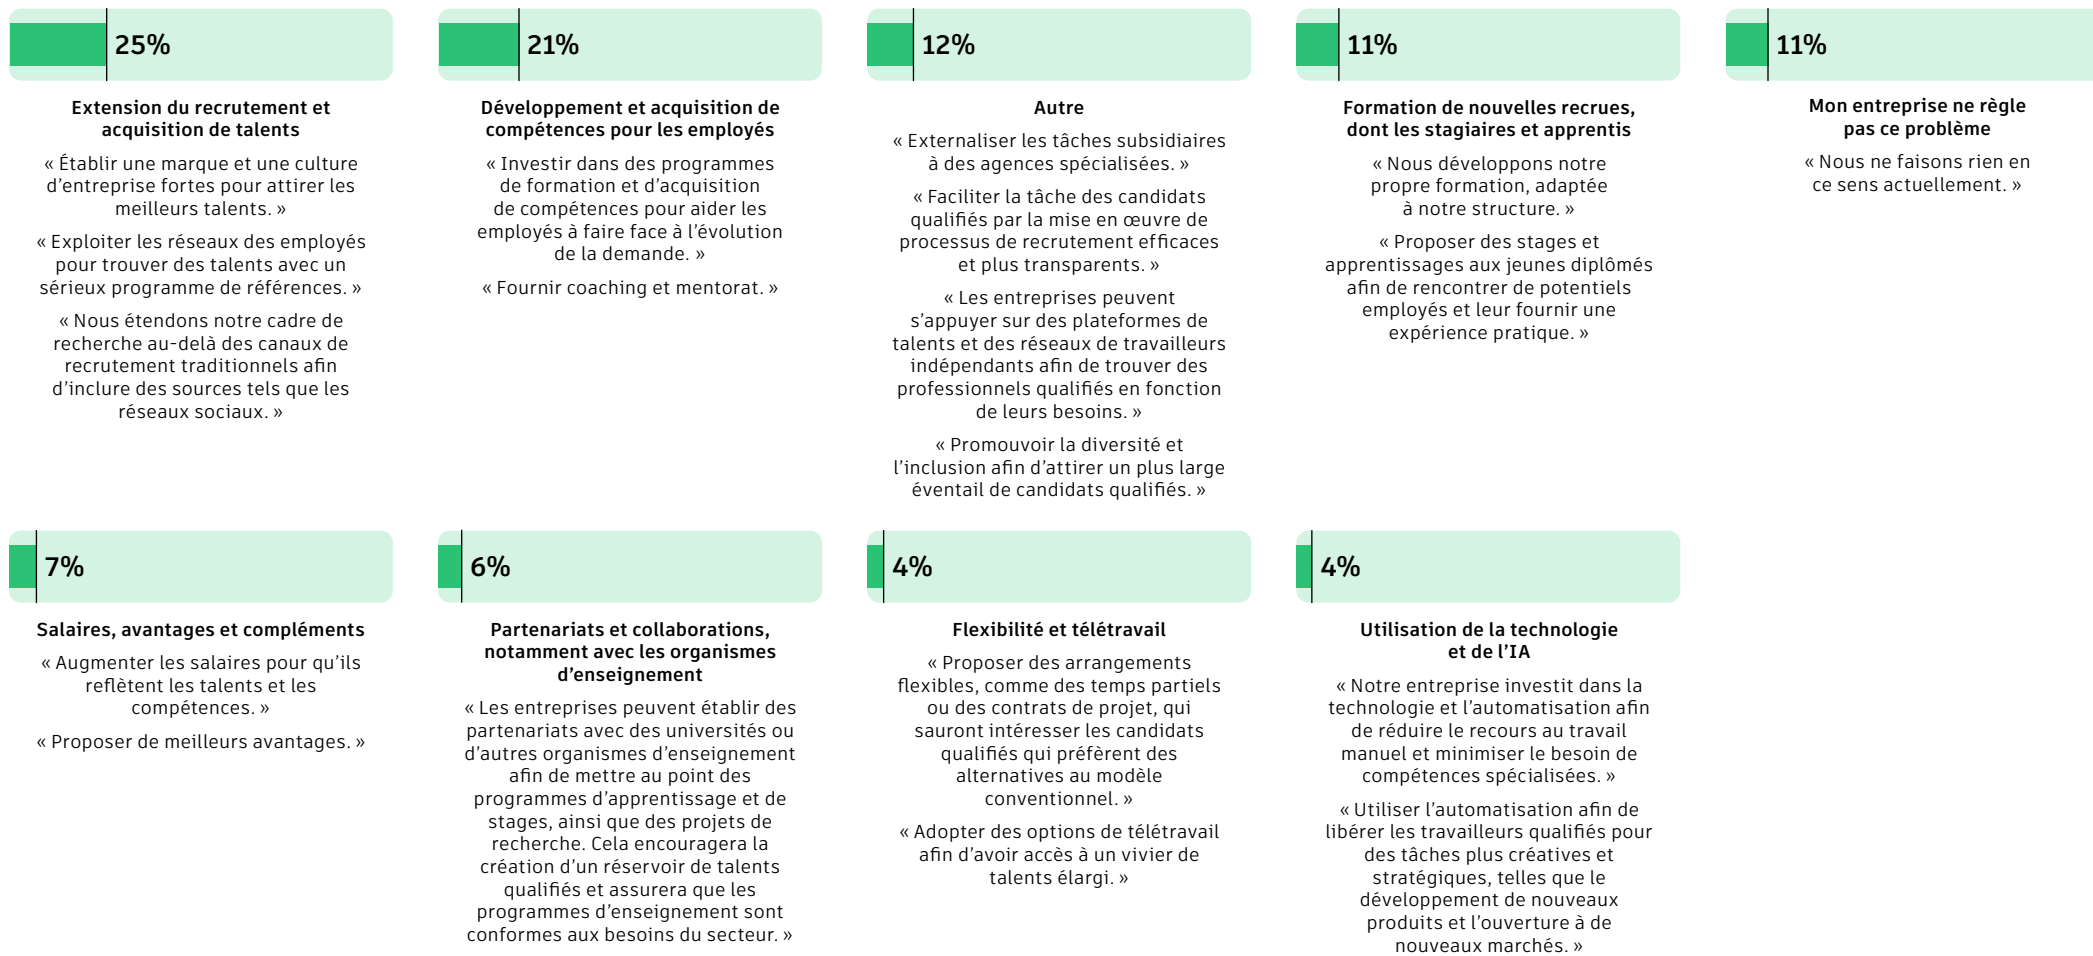 25%
Extension du recrutement et
acquisition de talents
« Établir une marque et une culture
d’entreprise fortes pour attirer les
meilleurs talents. »
« Exploiter les réseaux des employés
pour trouver des talents avec un
sérieux programme de références. »
« Nous étendons notre cadre de
recherche au-delà des canaux de
recrutement traditionnels afin
d’inclure des sources tels que les
réseaux sociaux. »
21%
Développement et acquisition de
compétences pour les employés
« Investir dans des programmes
de formation et d’acquisition
de compétences pour aider les
employés à faire face à l’évolution
de la demande. »
« Fournir coaching et mentorat. »
12%
Autre
« Externaliser les tâches subsidiaires
à des agences spécialisées. »
« Faciliter la tâche des candidats
qualifiés par la mise en œuvre de
processus de recrutement efficaces
et plus transparents. »
« Les entreprises peuvent
s’appuyer sur des plateformes de
talents et des réseaux de travailleurs
indépendants afin de trouver des
professionnels qualifiés en fonction
de leurs besoins. »
« Promouvoir la diversité et
l’inclusion afin d’attirer un plus large
éventail de candidats qualifiés. »
11%
Formation de nouvelles recrues,
dont les stagiaires et apprentis
« Nous développons notre
propre formation, adaptée
à notre structure. »
« Proposer des stages et
apprentissages aux jeunes diplômés
afin de rencontrer de potentiels
employés et leur fournir une
expérience pratique. »
11%
Mon entreprise ne règle
pas ce problème
« Nous ne faisons rien en
ce sens actuellement. »
7%
Salaires, avantages et compléments
« Augmenter les salaires pour qu’ils
reflètent les talents et les
compétences. »
« Proposer de meilleurs avantages. »
6%
Partenariats et collaborations,
notamment avec les organismes
d’enseignement
« Les entreprises peuvent établir des
partenariats avec des universités ou
d’autres organismes d’enseignement
afin de mettre au point des
programmes d’apprentissage et de
stages, ainsi que des projets de
recherche. Cela encouragera la
création d’un réservoir de talents
qualifiés et assurera que les
programmes d’enseignement sont
conformes aux besoins du secteur. »
4%
Flexibilité et télétravail
« Proposer des arrangements
flexibles, comme des temps partiels
ou des contrats de projet, qui
sauront intéresser les candidats
qualifiés qui préfèrent des
alternatives au modèle
conventionnel. »
« Adopter des options de télétravail
afin d’avoir accès à un vivier de
talents élargi. »
4%
Utilisation de la technologie
et de l’IA
« Notre entreprise investit dans la
technologie et l’automatisation afin
de réduire le recours au travail
manuel et minimiser le besoin de
compétences spécialisées. »
« Utiliser l’automatisation afin de
libérer les travailleurs qualifiés pour
des tâches plus créatives et
stratégiques, telles que le
développement de nouveaux
produits et l’ouverture à de
nouveaux marchés. »